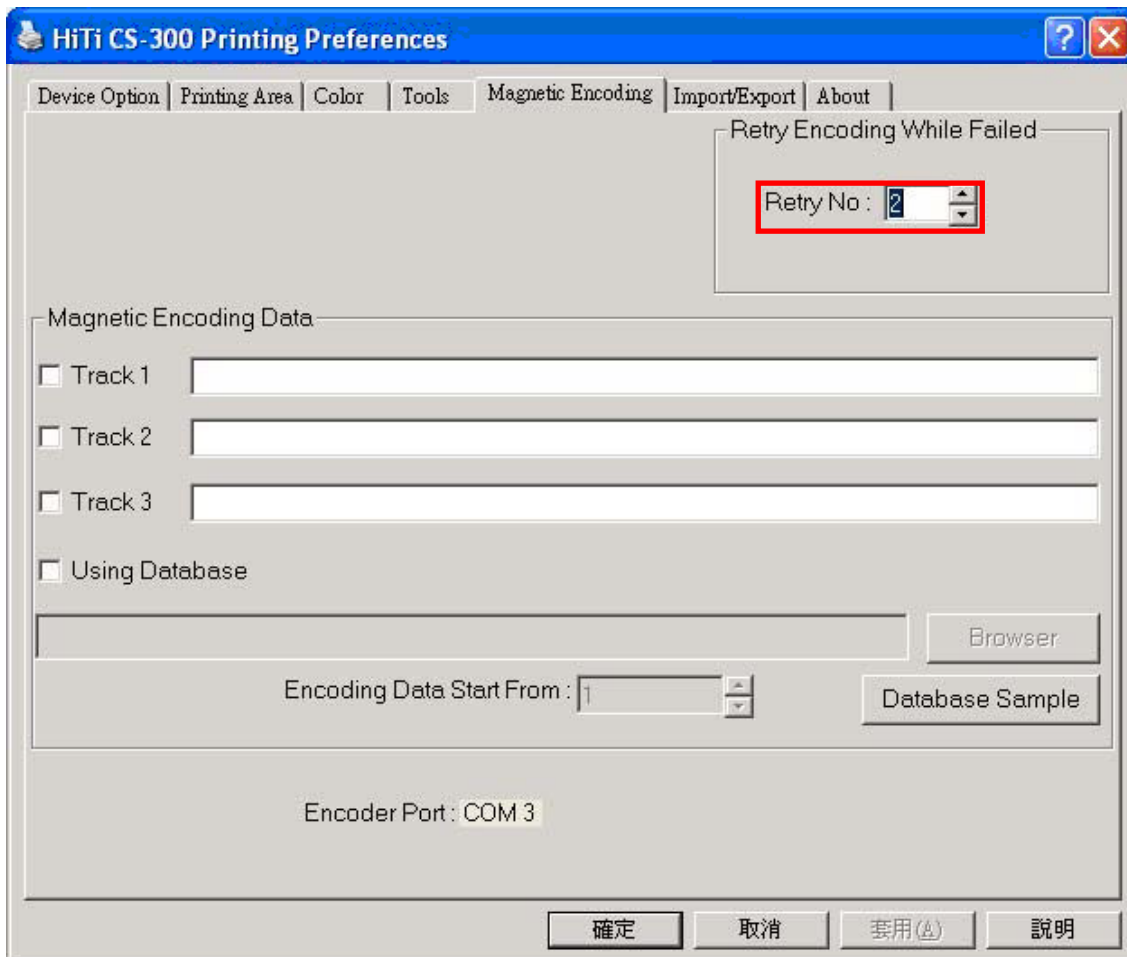 HiTi CS-300 Printing Preferences
Device Option Printing Area Color Tools Magnetic Encoding Import/Export About
Retry Encoding While Failed
Retry No : 2
Magnetic Encoding Data
Track 1
Track 2
Track 3
Using Database
Browser
Encoding Data Start From : 1
Database Sample
Encoder Port : COM 3
確定 取消 套用(A) 說明